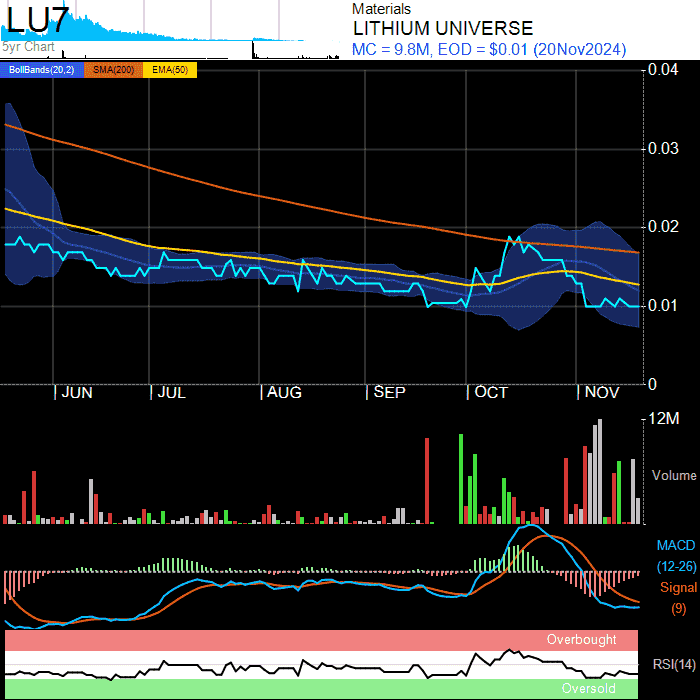 LU7
5yr Chart
Materials
LITHIUM UNIVERSE
MC = 9.8M, EOD = $0.01 (20Nov2024)
BollBands(20,2) SMA(200) EMA(50)
0.04
0.03
0.02
0.01
0
JUN JUL AUG SEP OCT NOV
12M
Volume
MACD
(12-26)
Signal
(9)
Overbought
RSI(14)
Oversold